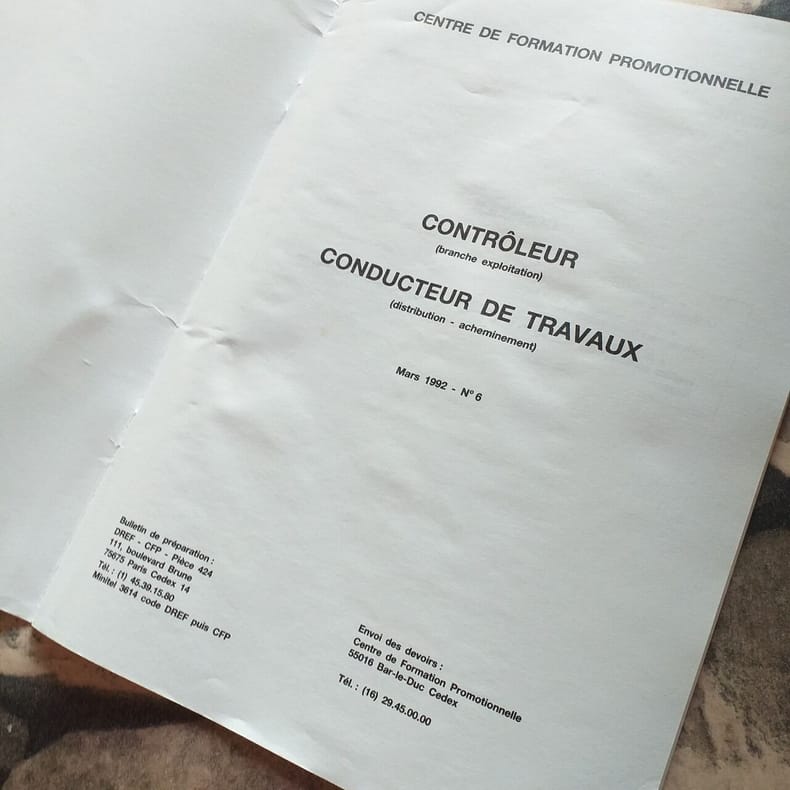 CENTRE DE FORMATION PROMOTIONNELLE
CONTRÔLEUR
(branche exploitation)
CONDUCTEUR DE TRAVAUX
(distribution - acheminement)
Mars 1992 - N° 6
Bulletin de préparation :
DREF - CFP - Pièce 424
111, boulevard Brune
75675 Paris Cedex 14
Tél. : (1) 45.39.15.80
Minitel 3614 code DREF puis CFP
Envoi des devoirs :
Centre de Formation Promotionnelle
55016 Bar-le-Duc Cedex
Tél. : (16) 29.45.00.00